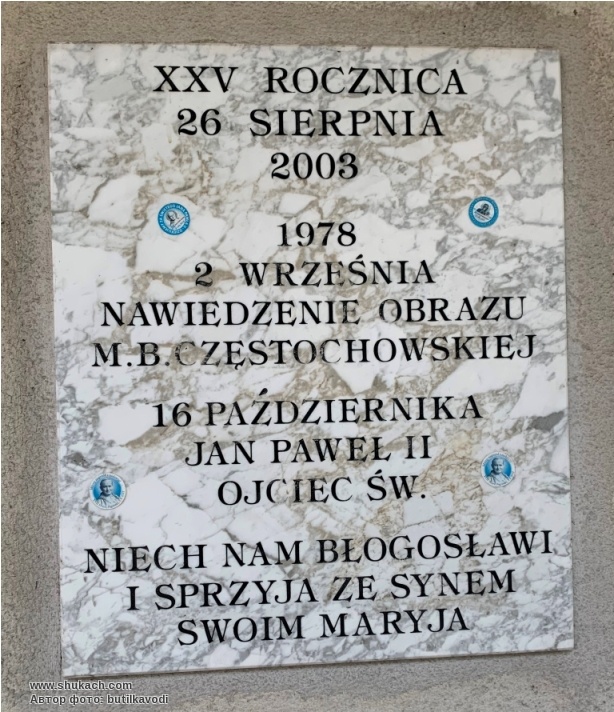 XXV ROCZNICA
26 SIERPNIA
2003
1978
2 WRZEŚNIA
NAWIEDZENIE OBRAZU
M.B.CZĘSTOCHOWSKIEJ
16 PAŹDZIERNIKA
JAN PAWEŁ II
OJCIEC ŚW.
NIECH NAM BŁOGOSŁAWI
I SPRZYJA ZE SYNEM
SWOIM MARYJA
www.shukach.com
Автор фото: butilkavodi